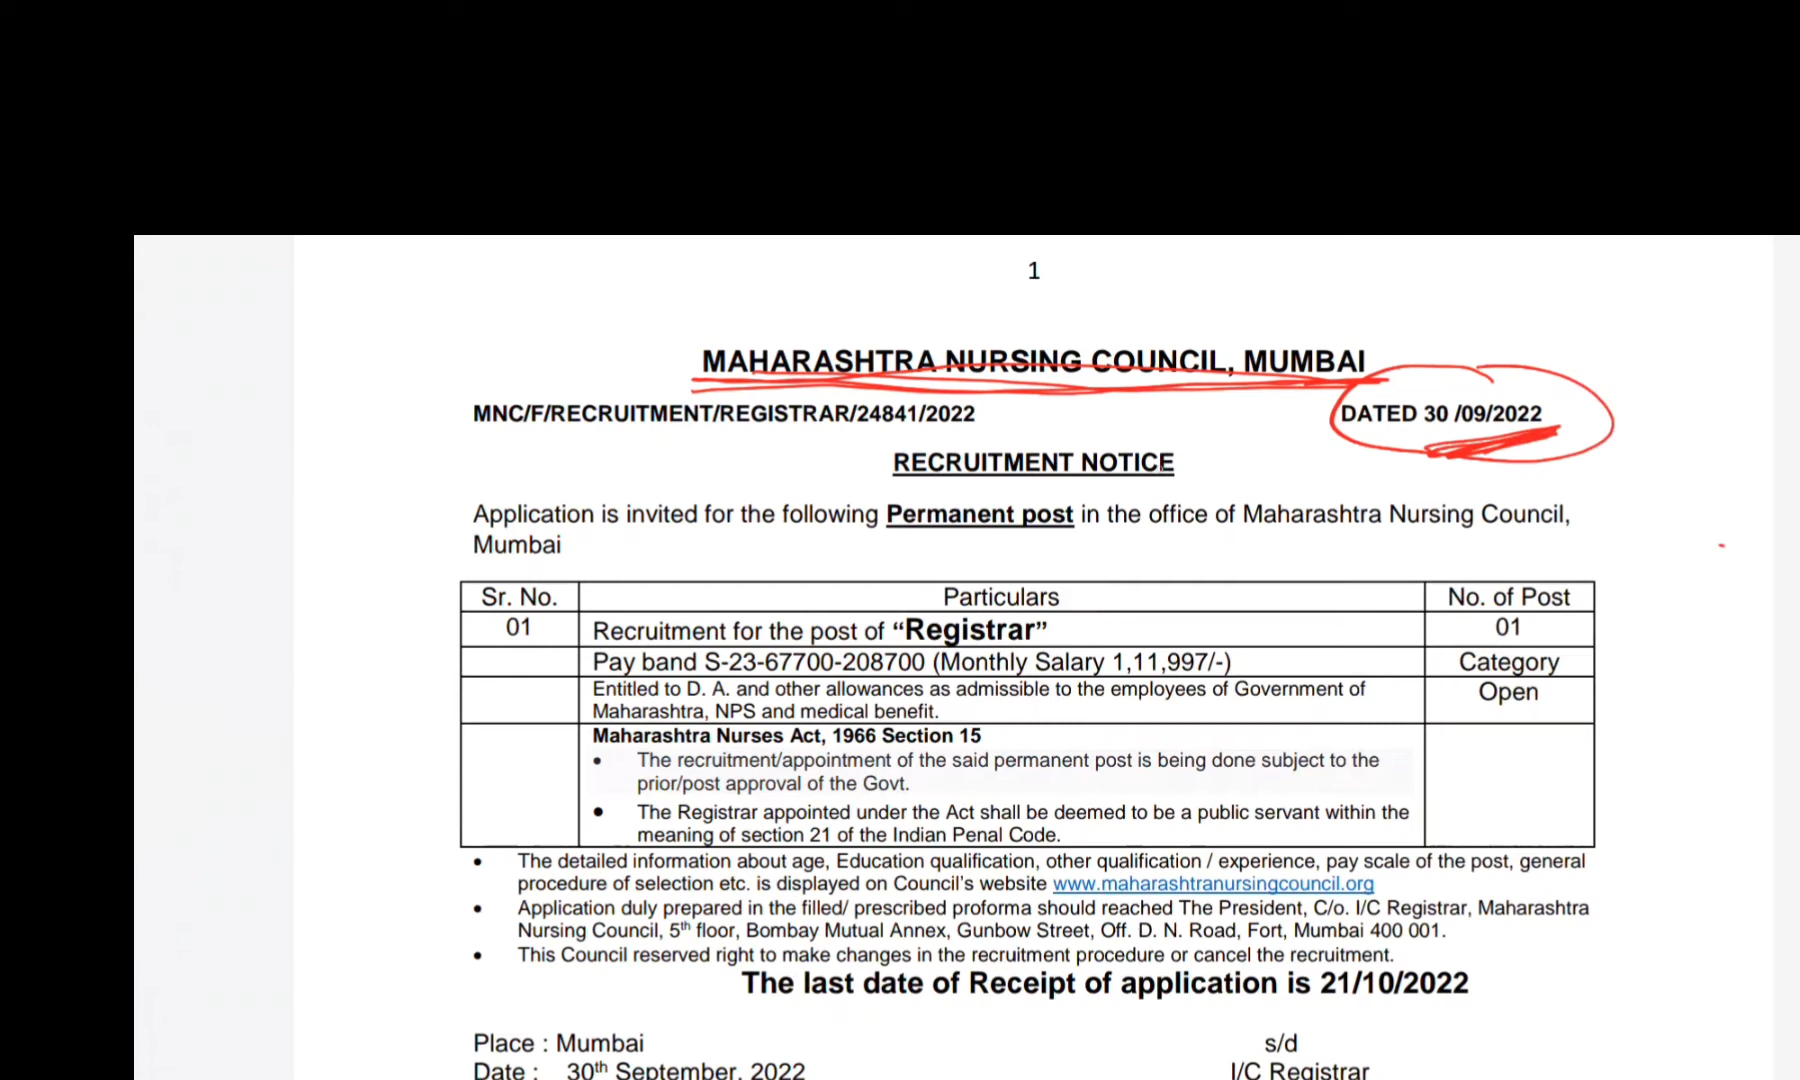 1
MAHARASHTRA NURSING COUNCIL, MUMBAI
MNC/F/RECRUITMENT/REGISTRAR/24841/2022 DATED 30 /09/2022
RECRUITMENT NOTICE
Application is invited for the following Permanent post in the office of Maharashtra Nursing Council,
Mumbai
Sr. No. Particulars No. of Post
01 Recruitment for the post of “Registrar” 01
Pay band S-23-67700-208700 (Monthly Salary 1,11,997/-) Category
Entitled to D. A. and other allowances as admissible to the employees of Government of Open
Maharashtra, NPS and medical benefit.
Maharashtra Nurses Act, 1966 Section 15
• The recruitment/appointment of the said permanent post is being done subject to the
prior/post approval of the Govt.
• The Registrar appointed under the Act shall be deemed to be a public servant within the
meaning of section 21 of the Indian Penal Code.
• The detailed information about age, Education qualification, other qualification / experience, pay scale of the post, general
procedure of selection etc. is displayed on Council’s website www.maharashtranursingcouncil.org
• Application duly prepared in the filled/ prescribed proforma should reached The President, C/o. I/C Registrar, Maharashtra
Nursing Council, 5th floor, Bombay Mutual Annex, Gunbow Street, Off. D. N. Road, Fort, Mumbai 400 001.
• This Council reserved right to make changes in the recruitment procedure or cancel the recruitment.
The last date of Receipt of application is 21/10/2022
Place : Mumbai s/d
Date : 30th September, 2022 I/C Registrar